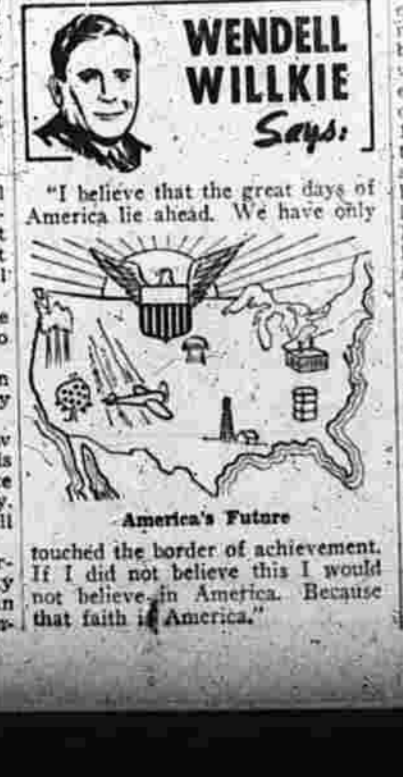 WENDELL
WILLKIE
Says:
"I believe that the great days of
America lie ahead. We have only
America's Future
touched the border of achievement.
If I did not believe this I would
not believe in America. Because
that faith is America."